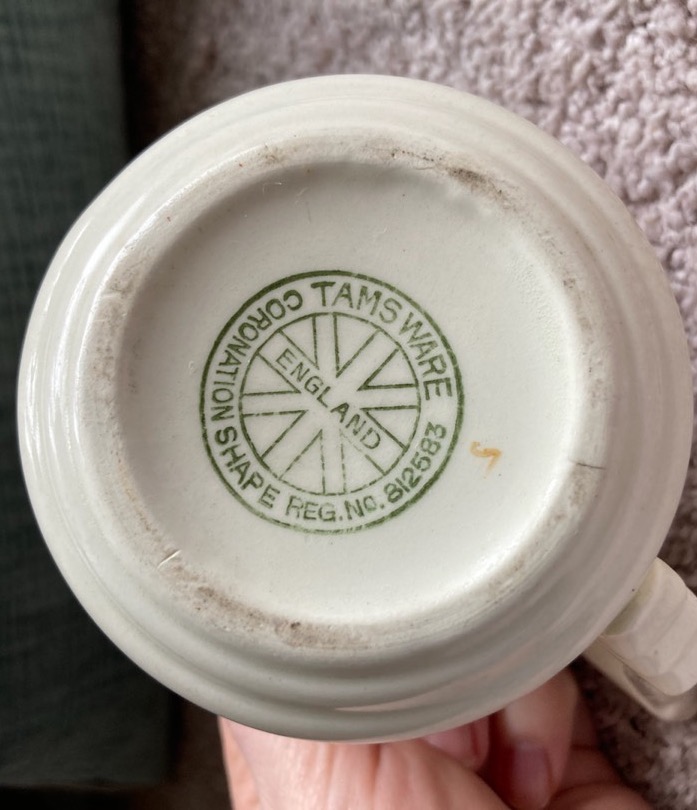 TAMS WARE
CORONATION SHAPE REG. No. 812583
ENGLAND